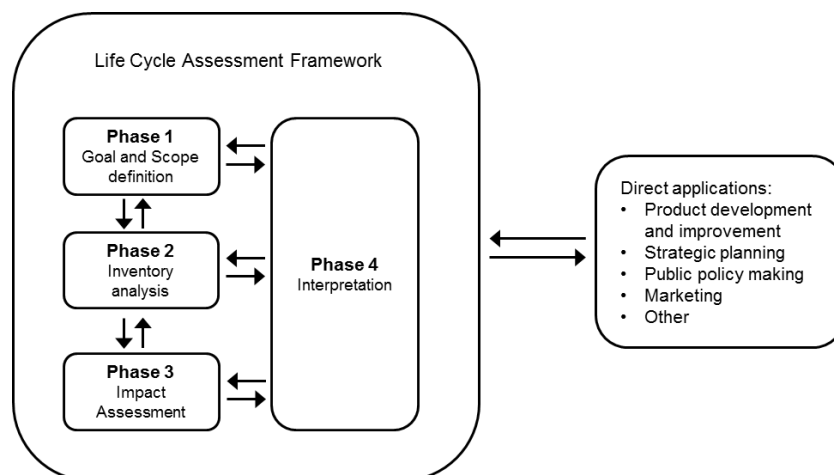 Life Cycle Assessment Framework
Phase 1
Goal and Scope
definition
Phase 2
Inventory
analysis
Phase 3
Impact
Assessment
Phase 4
Interpretation
Direct applications:
• Product development
and improvement
• Strategic planning
• Public policy making
• Marketing
• Other